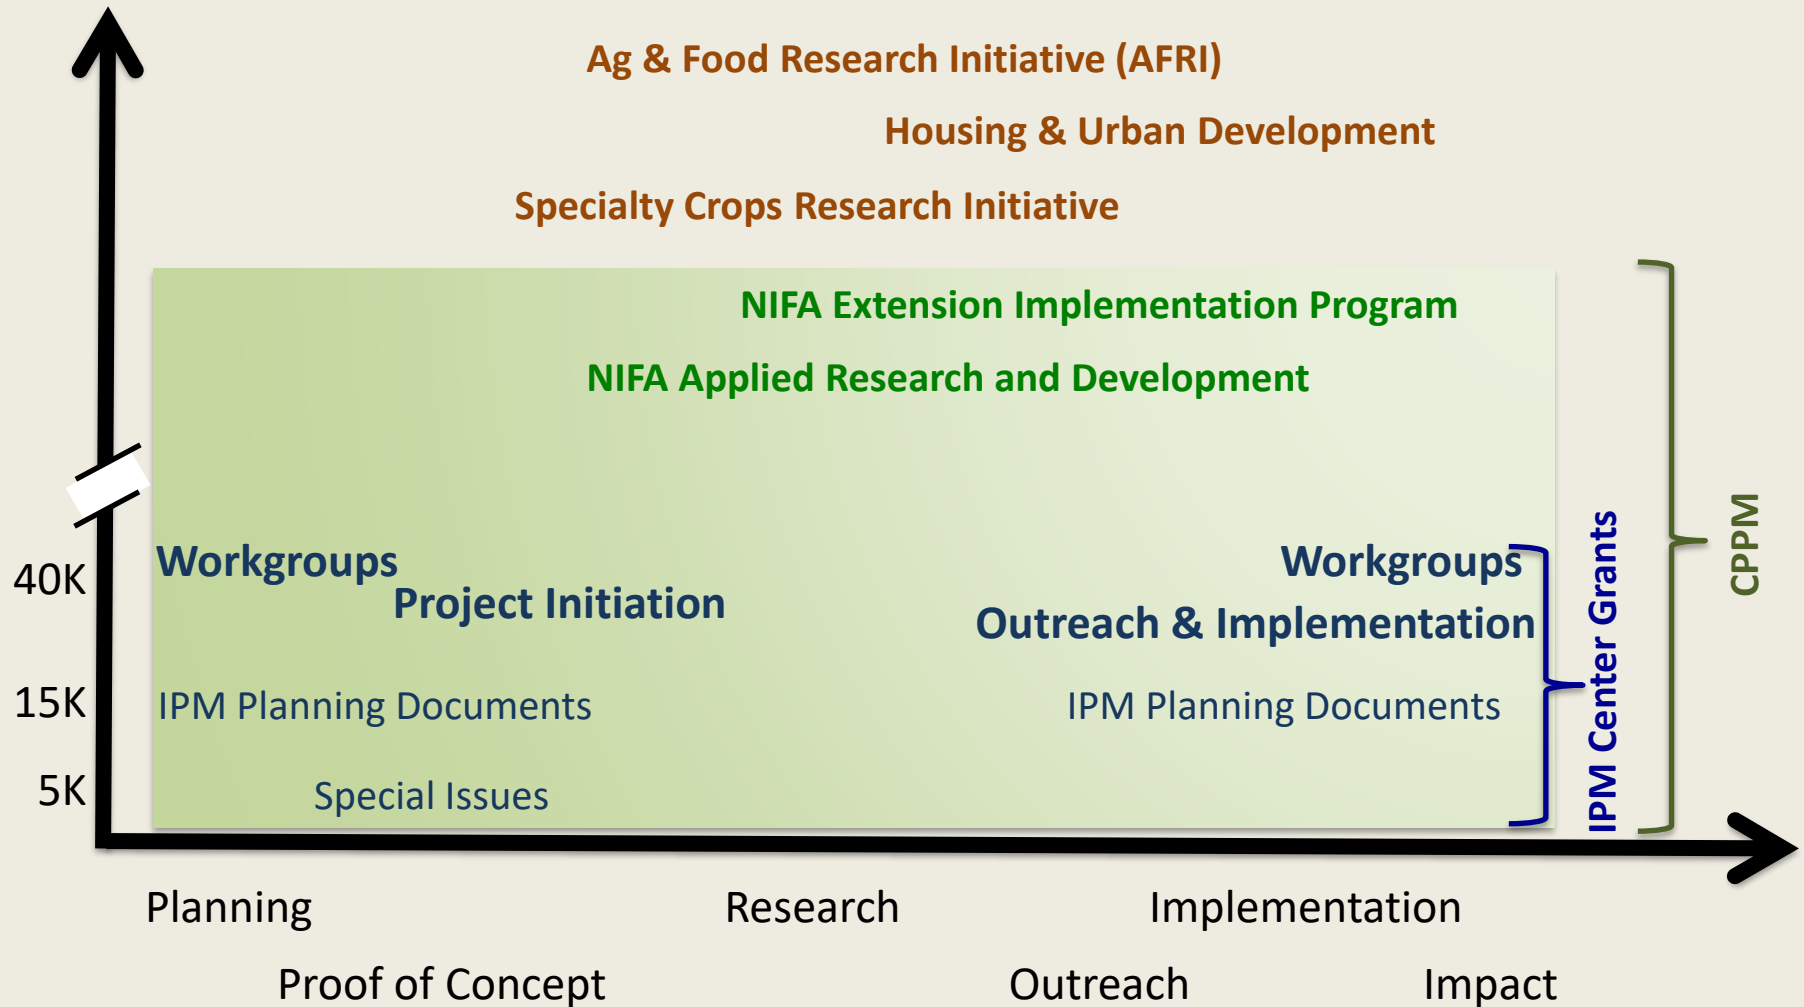 Ag & Food Research Initiative (AFRI)
Housing & Urban Development
Specialty Crops Research Initiative
NIFA Extension Implementation Program
NIFA Applied Research and Development
40K
Workgroups
Project Initiation
Workgroups
Outreach & Implementation
15K
IPM Planning Documents
IPM Planning Documents
5K
Special Issues
IPM Center Grants
CPPM
Planning
Research
Implementation
Proof of Concept
Outreach
Impact